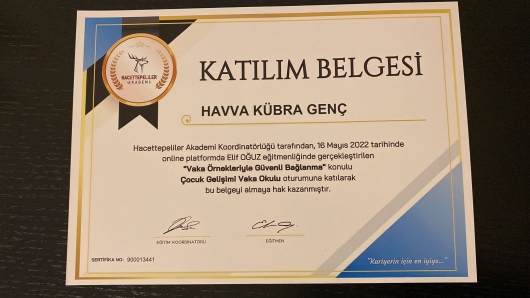 HACETTEPELİLER
AKADEMİ
KATILIM BELGESİ
HAVVA KÜBRA GENÇ
Hacettepeliler Akademi Koordinatörlüğü tarafından, 16 Mayıs 2022 tarihinde
online platformda Elif OĞUZ eğitmenliğinde gerçekleştirilen
"Vaka Örnekleriyle Güvenli Bağlanma" konulu
Çocuk Gelişimi Vaka Okulu oturumuna katılarak
bu belgeyi almaya hak kazanmıştır.
EĞİTİM KOORDİNATÖRÜ EĞİTMEN
SERTİFİKA NO: 900013441
"Kariyerin için en iyiye..."